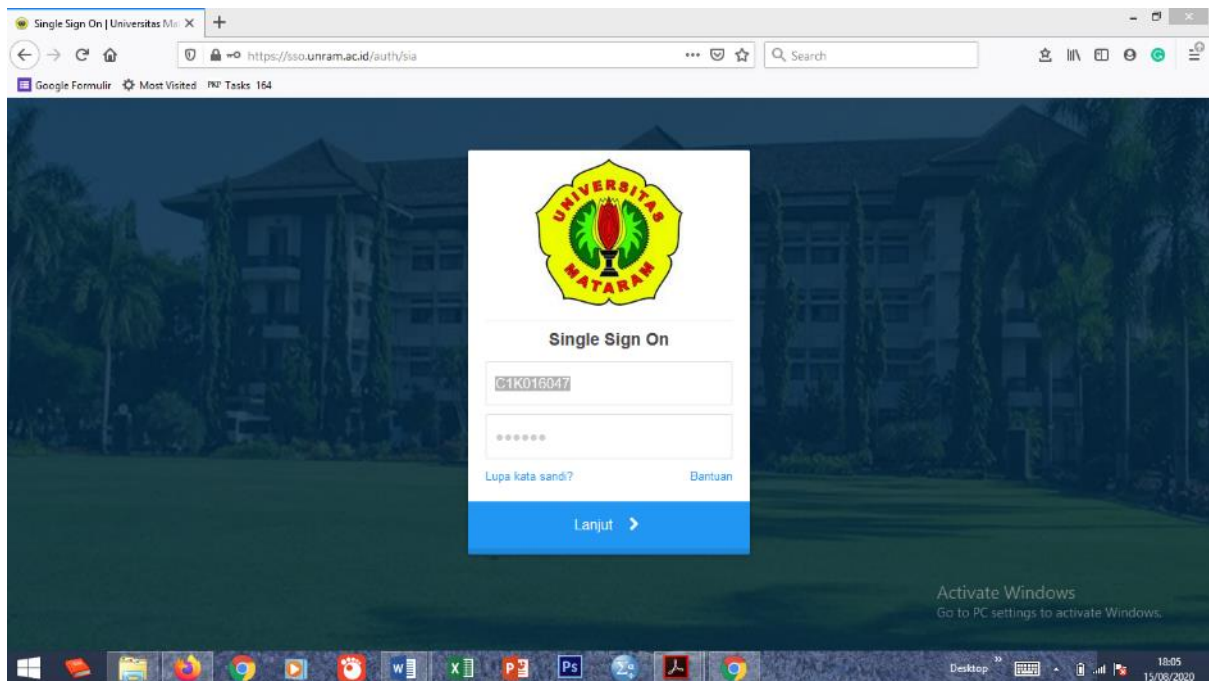 Single Sign On | Universitas Ma
https://sso.unram.ac.id/auth/sia
Search
Google Formulir
Most Visited
PKP Tasks 164
UNIVERSITAS
MATARAM
Single Sign On
C1K016047
Lupa kata sandi?
Bantuan
Lanjut
Activate Windows
Go to PC settings to activate Windows.
Desktop
18:05
15/08/2020
Ps